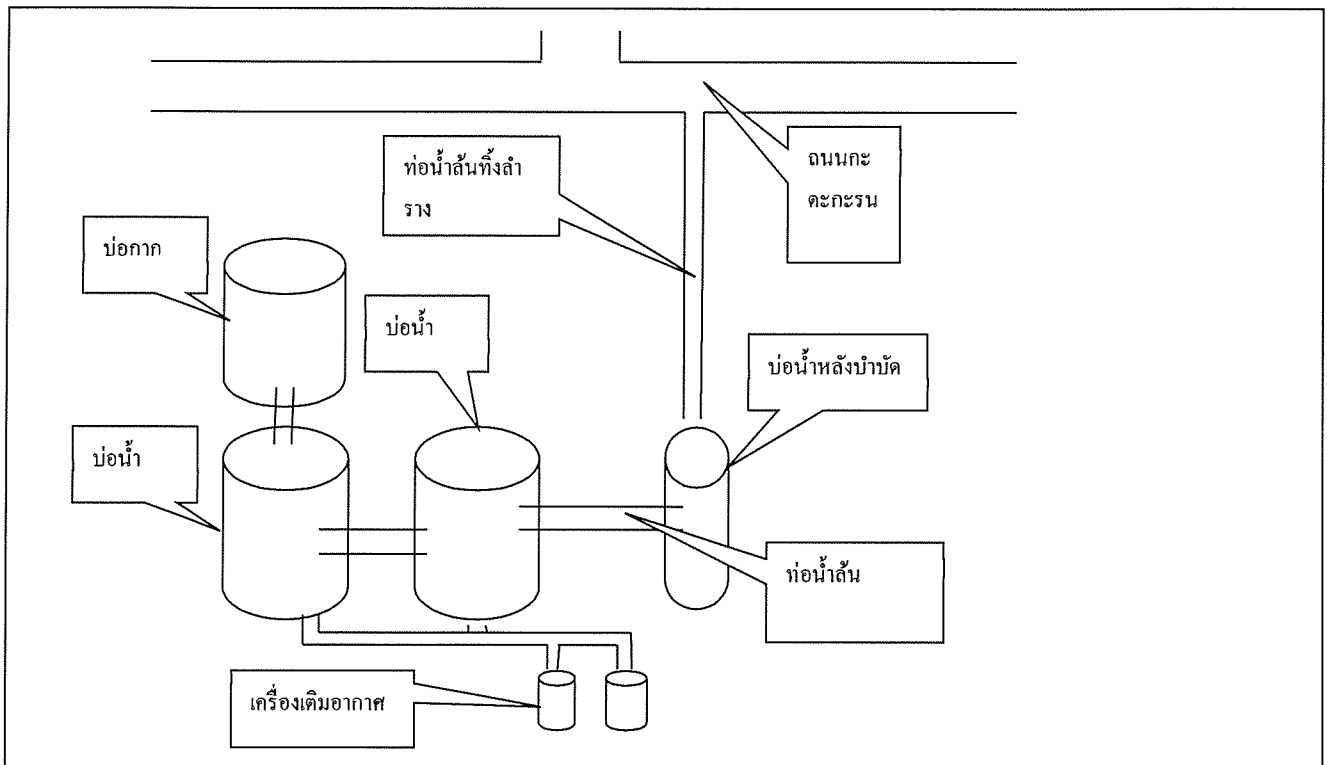 ท่อน้ำล้นทิ้งลำ
ราง
ถนนกะ
ตะกะรน
บ่อกาก
บ่อน้ำ
บ่อน้ำหลังบำบัด
บ่อน้ำ
ท่อน้ำล้น
เครื่องเติมอากาศ